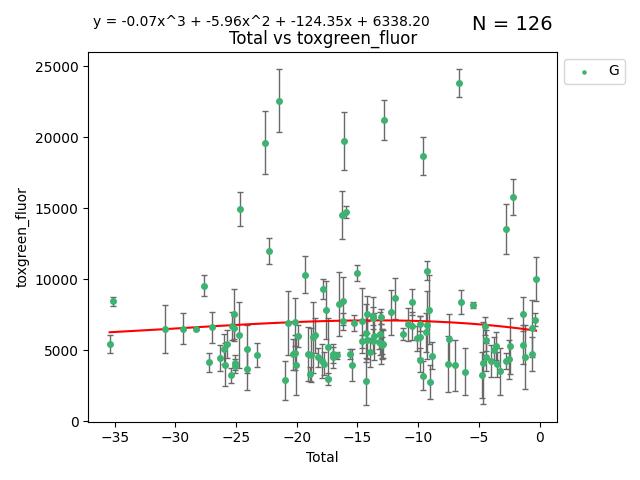 y = -0.07x^3 + -5.96x^2 + -124.35x + 6338.20
N = 126
Total vs toxgreen_fluor
G
25000
20000
15000
10000
5000
0
toxgreen_fluor
−35 −30 −25 −20 −15 −10 −5 0
Total